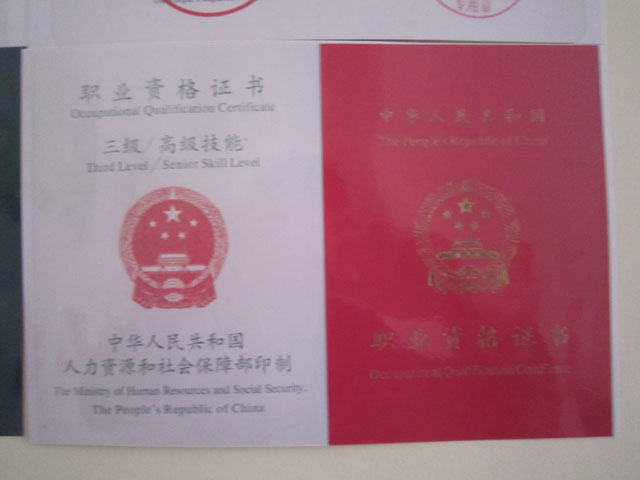 专用章
职业资格证书
Occupational Qualification Certificate
三级/高级技能
Third Level/Senior Skill Level
中华人民共和国
人力资源和社会保障部印制
The Ministry of Human Resources and Social Security,
The People's Republic of China
中华人民共和国
The People's Republic of China
职业资格证书
Occupational Qualification Certificate